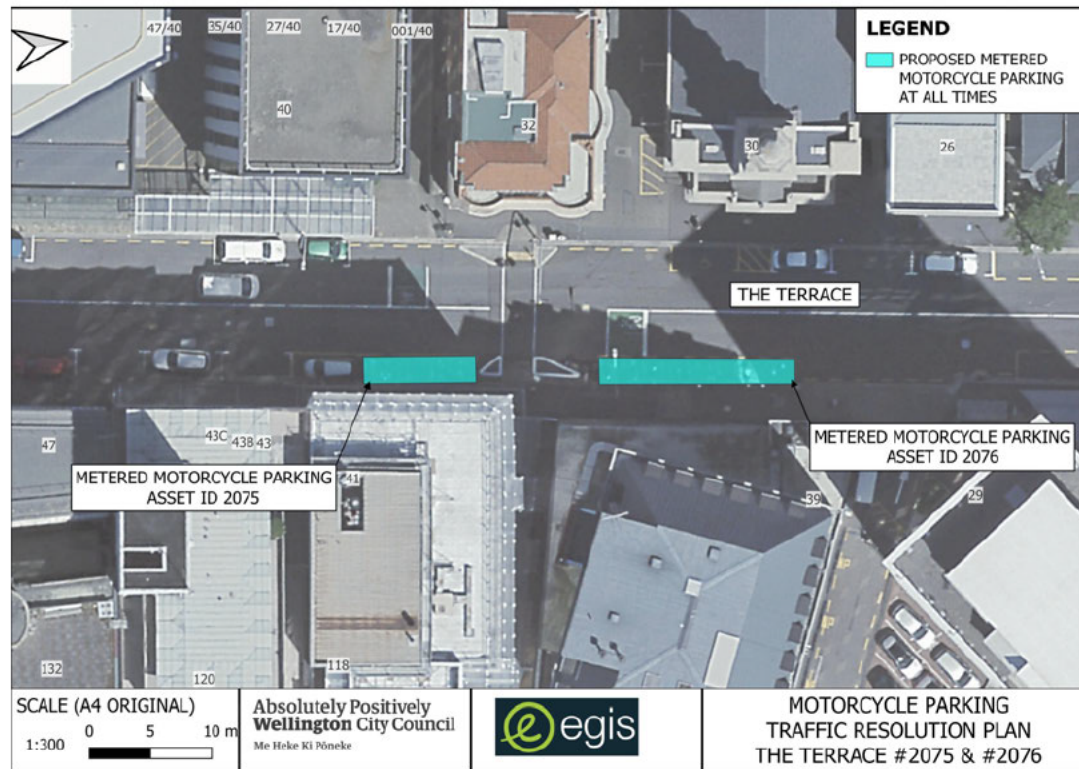 47/40 35/40 27/40 17/40 001/40
LEGEND
PROPOSED METERED
MOTORCYCLE PARKING
AT ALL TIMES
40
32
30
26
THE TERRACE
47
43C 43B 43
METERED MOTORCYCLE PARKING
ASSET ID 2075
41
METERED MOTORCYCLE PARKING
ASSET ID 2076
39
29
132
120
118
SCALE (A4 ORIGINAL)
0 5 10 m
1:300
Absolutely Positively
Wellington City Council
Me Heke Ki Pōneke
egis
MOTORCYCLE PARKING
TRAFFIC RESOLUTION PLAN
THE TERRACE #2075 & #2076